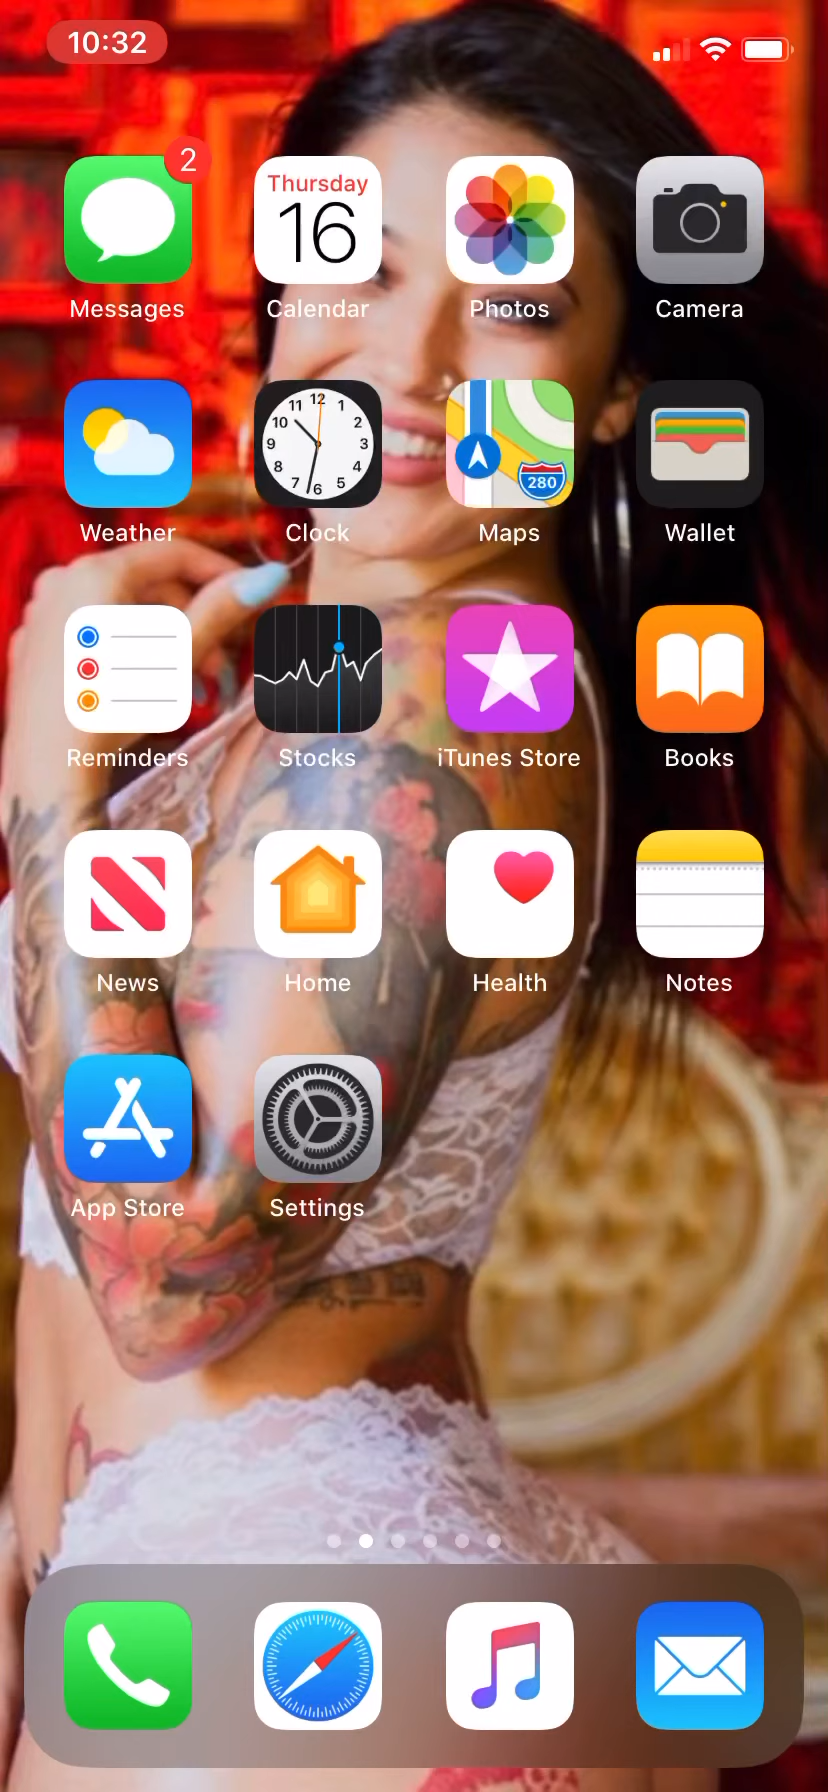 10:32
2
Thursday
16
Messages
Calendar
Photos
Camera
12
11 1
10 2
9 3
8 4
7 5
6
280
Weather
Clock
Maps
Wallet
Reminders
Stocks
iTunes Store
Books
News
Home
Health
Notes
App Store
Settings